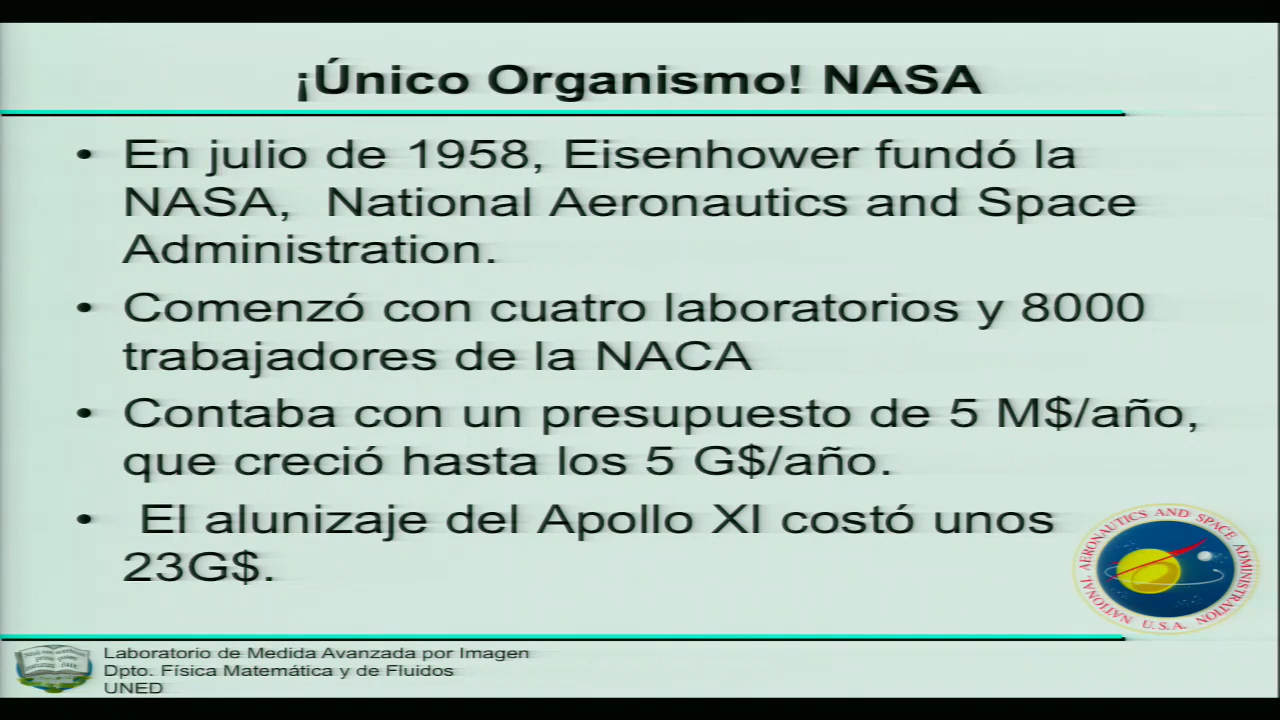 ¡Único Organismo! NASA
• En julio de 1958, Eisenhower fundó la
NASA,  National Aeronautics and Space
Administration.
• Comenzó con cuatro laboratorios y 8000
trabajadores de la NACA
• Contaba con un presupuesto de 5 M$/año,
que creció hasta los 5 G$/año.
•  El alunizaje del Apollo XI costó unos
23G$.
NATIONAL AERONAUTICS AND SPACE ADMINISTRATION
U.S.A.
Laboratorio de Medida Avanzada por Imagen
Dpto. Física Matemática y de Fluidos
UNED